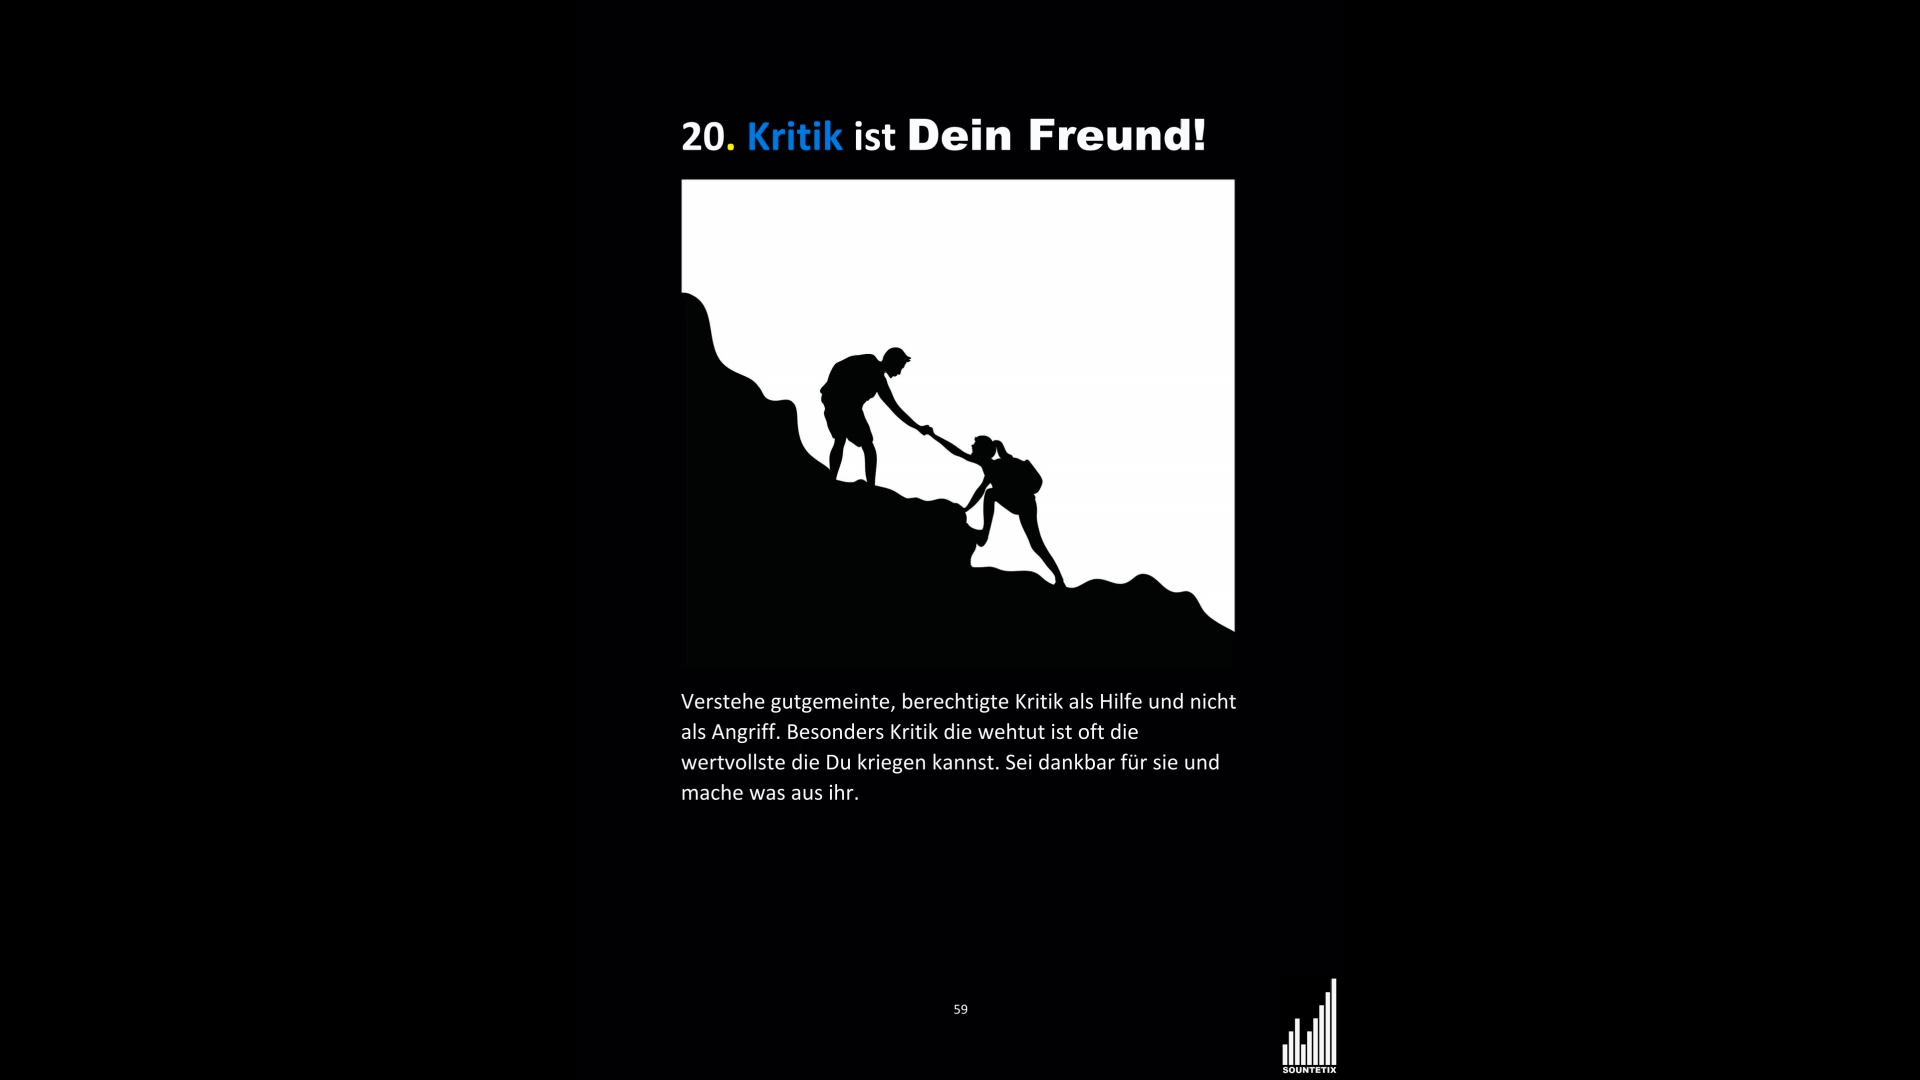 20. Kritik ist Dein Freund!
Verstehe gutgemeinte, berechtigte Kritik als Hilfe und nicht
als Angriff. Besonders Kritik die wehtut ist oft die
wertvollste die Du kriegen kannst. Sei dankbar für sie und
mache was aus ihr.
59
SOUNTETIX